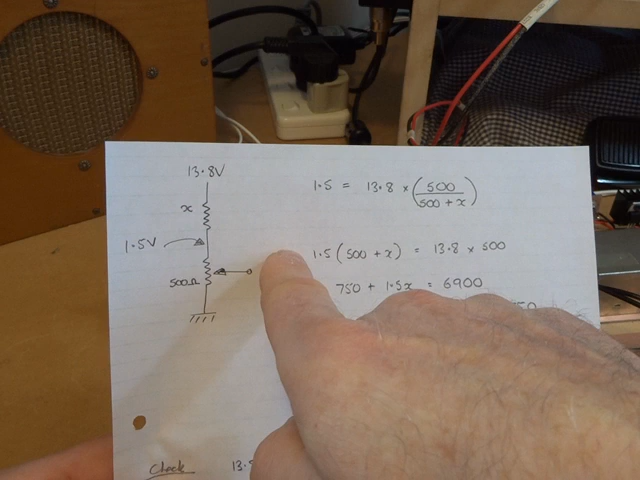 13.8V
x
1.5V
500Ω
1.5 = 13.8 × (500 / 500 + x)
1.5 (500 + x) = 13.8 × 500
750 + 1.5x = 6900
Check